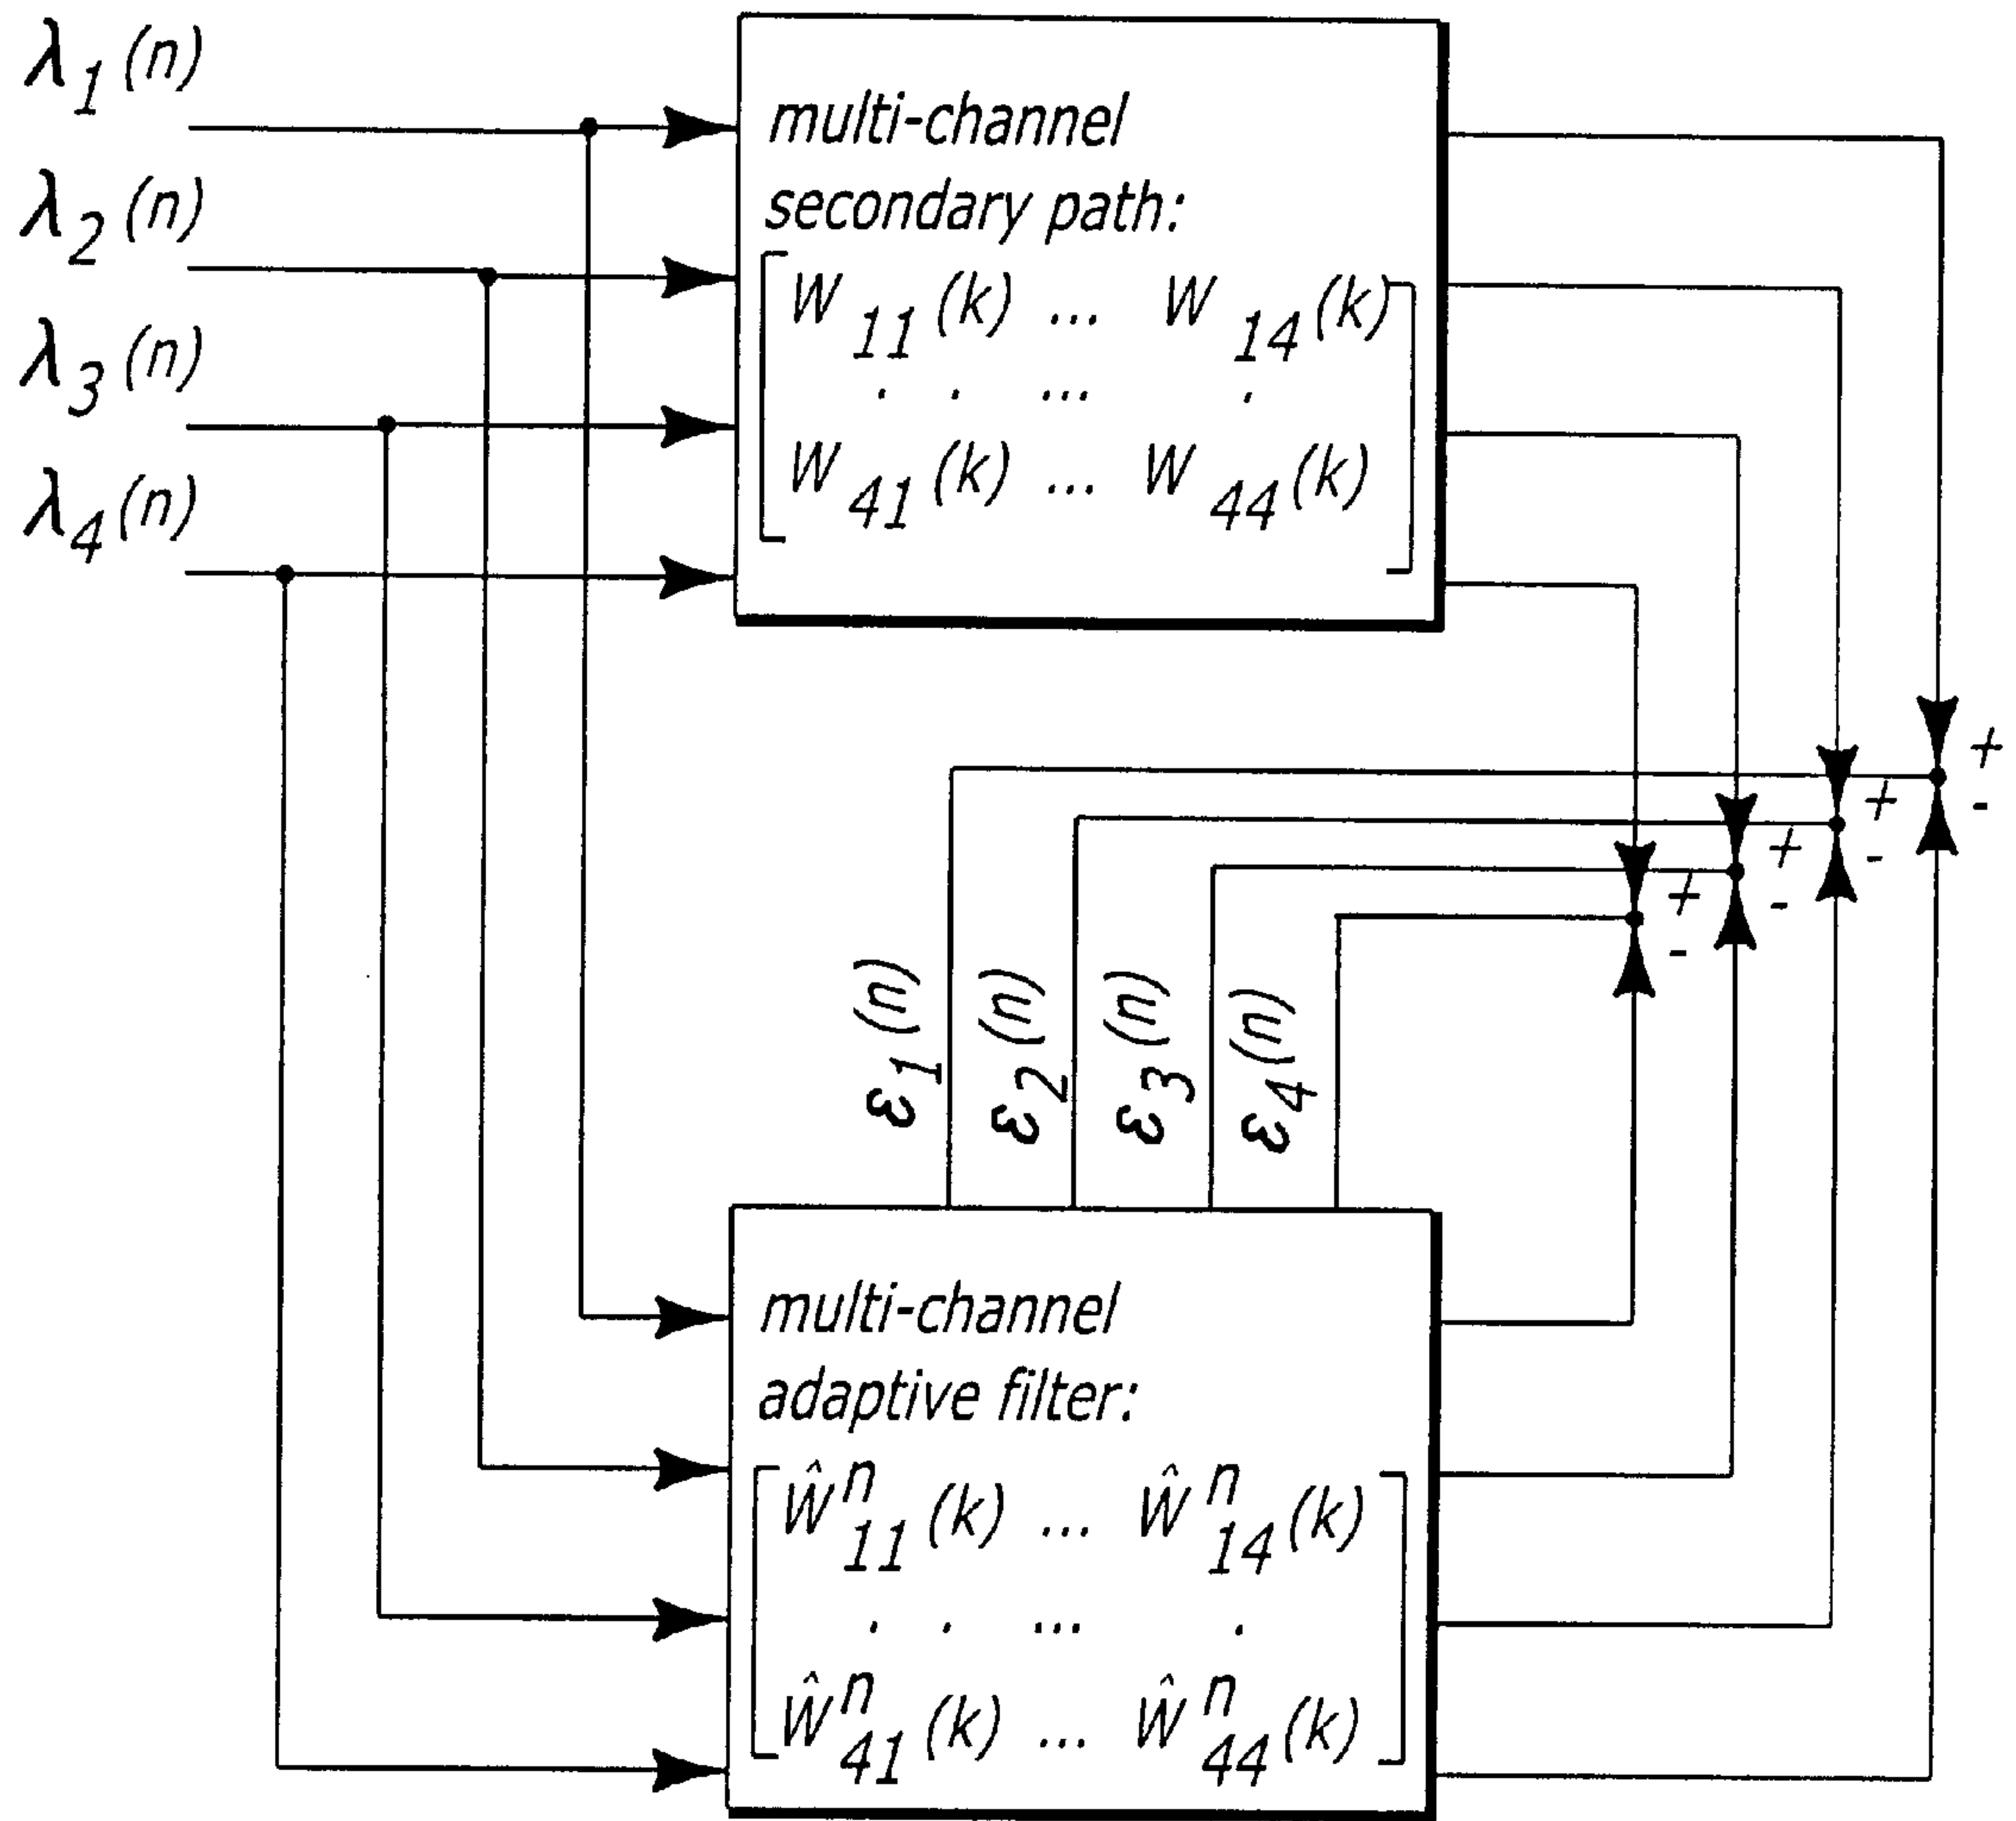 λ1(n)
λ2(n)
λ3(n)
λ4(n)
multi-channel
secondary path:
W11(k) ... W14(k)
. . ... .
W41(k) ... W44(k)
+
-
+
-
+
-
+
-
ε1(n)
ε2(n)
ε3(n)
ε4(n)
multi-channel
adaptive filter:
Ŵn11(k) ... Ŵn14(k)
. . ... .
Ŵn41(k) ... Ŵn44(k)